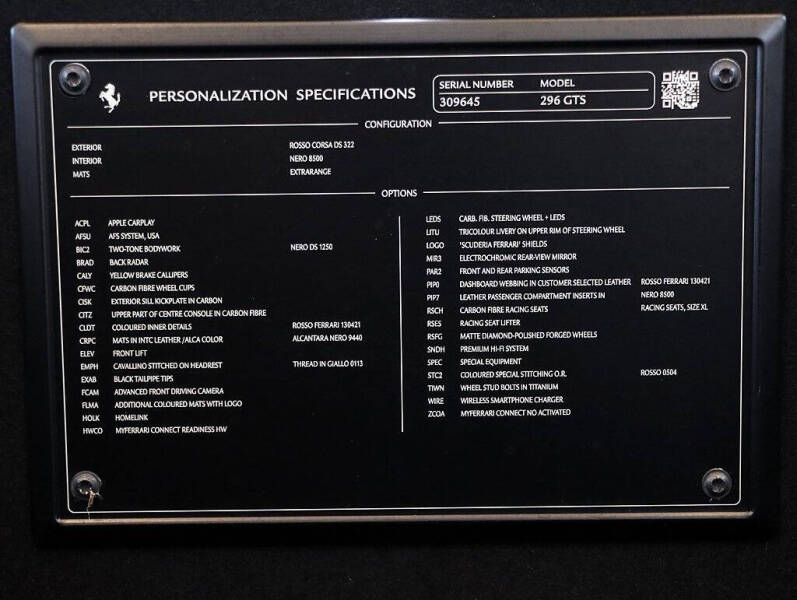 PERSONALIZATION SPECIFICATIONS
SERIAL NUMBER MODEL
309645 296 GTS
CONFIGURATION
EXTERIOR ROSSO CORSA DS 322
INTERIOR NERO 8500
MATS EXTRARANGE
OPTIONS
ACPL APPLE CARPLAY
AFSU AFS SYSTEM, USA
BIC2 TWO-TONE BODYWORK NERO DS 1250
BRAD BACK RADAR
CALY YELLOW BRAKE CALLIPERS
CFWC CARBON FIBRE WHEEL CUPS
CISK EXTERIOR SILL KICKPLATE IN CARBON
CITZ UPPER PART OF CENTRE CONSOLE IN CARBON FIBRE
CLDT COLOURED INNER DETAILS ROSSO FERRARI 130421
CRPC MATS IN INTC LEATHER /ALCA COLOR ALCANTARA NERO 9440
ELEV FRONT LIFT
EMPH CAVALLINO STITCHED ON HEADREST THREAD IN GIALLO 0113
EXAB BLACK TAILPIPE TIPS
FCAM ADVANCED FRONT DRIVING CAMERA
FLMA ADDITIONAL COLOURED MATS WITH LOGO
HOLK HOMELINK
HWCO MYFERRARI CONNECT READINESS HW
LEDS CARB. FIB. STEERING WHEEL + LEDS
LITU TRICOLOUR LIVERY ON UPPER RIM OF STEERING WHEEL
LOGO 'SCUDERIA FERRARI' SHIELDS
MIR3 ELECTROCHROMIC REAR-VIEW MIRROR
PAR2 FRONT AND REAR PARKING SENSORS
PIP0 DASHBOARD WEBBING IN CUSTOMER SELECTED LEATHER ROSSO FERRARI 130421
PIP7 LEATHER PASSENGER COMPARTMENT INSERTS IN NERO 8500
RSCH CARBON FIBRE RACING SEATS RACING SEATS, SIZE XL
RSES RACING SEAT LIFTER
RSFG MATTE DIAMOND-POLISHED FORGED WHEELS
SNDH PREMIUM HI-FI SYSTEM
SPEC SPECIAL EQUIPMENT
STC2 COLOURED SPECIAL STITCHING O.R. ROSSO 0504
TIWN WHEEL STUD BOLTS IN TITANIUM
WIRE WIRELESS SMARTPHONE CHARGER
ZCOA MYFERRARI CONNECT NO ACTIVATED